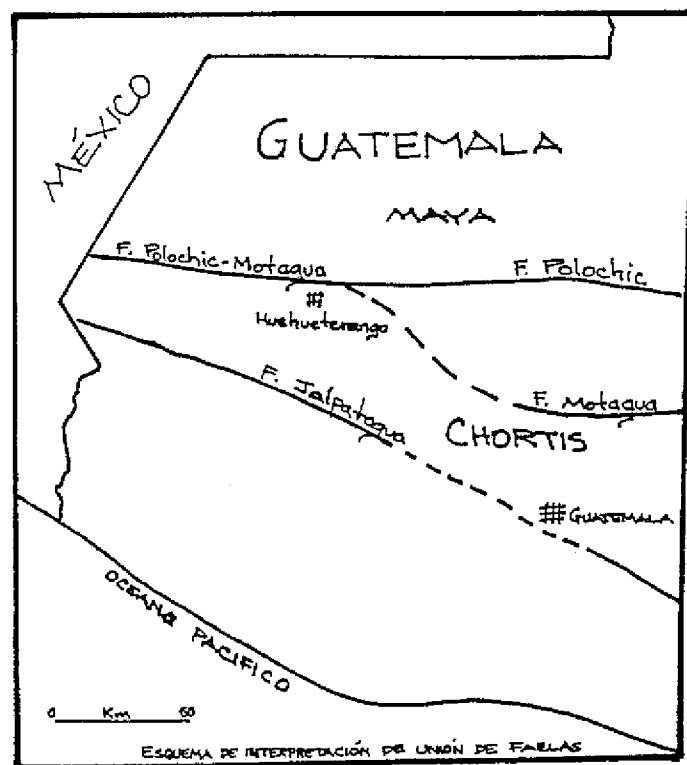 MÉXICO
GUATEMALA
MAYA
F. Polochic-Motagua
F. Polochic
Huehuetenango
F. Jalpatagua
F. Motagua
CHORTIS
GUATEMALA
OCEANO PACIFICO
0 Km 50
ESQUEMA DE INTERPRETACIÓN DE UNIÓN DE FALLAS